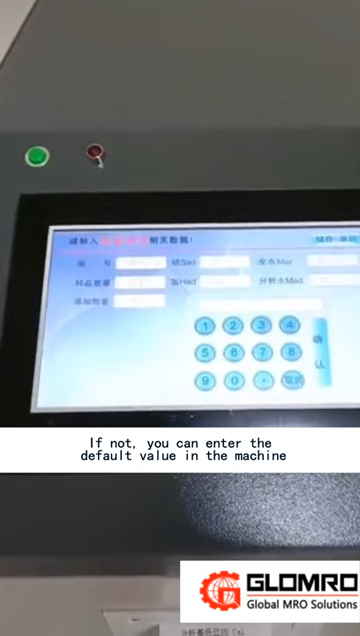 请输入 相关数据!
编 号 硫Sad 全水Mar
样品重量 氢Had 分析水Mad
添加物重
1 2 3 4
5 6 7 8
9 0 · 取消
确认
If not, you can enter the
default value in the machine
GLOMRO
Global MRO Solutions